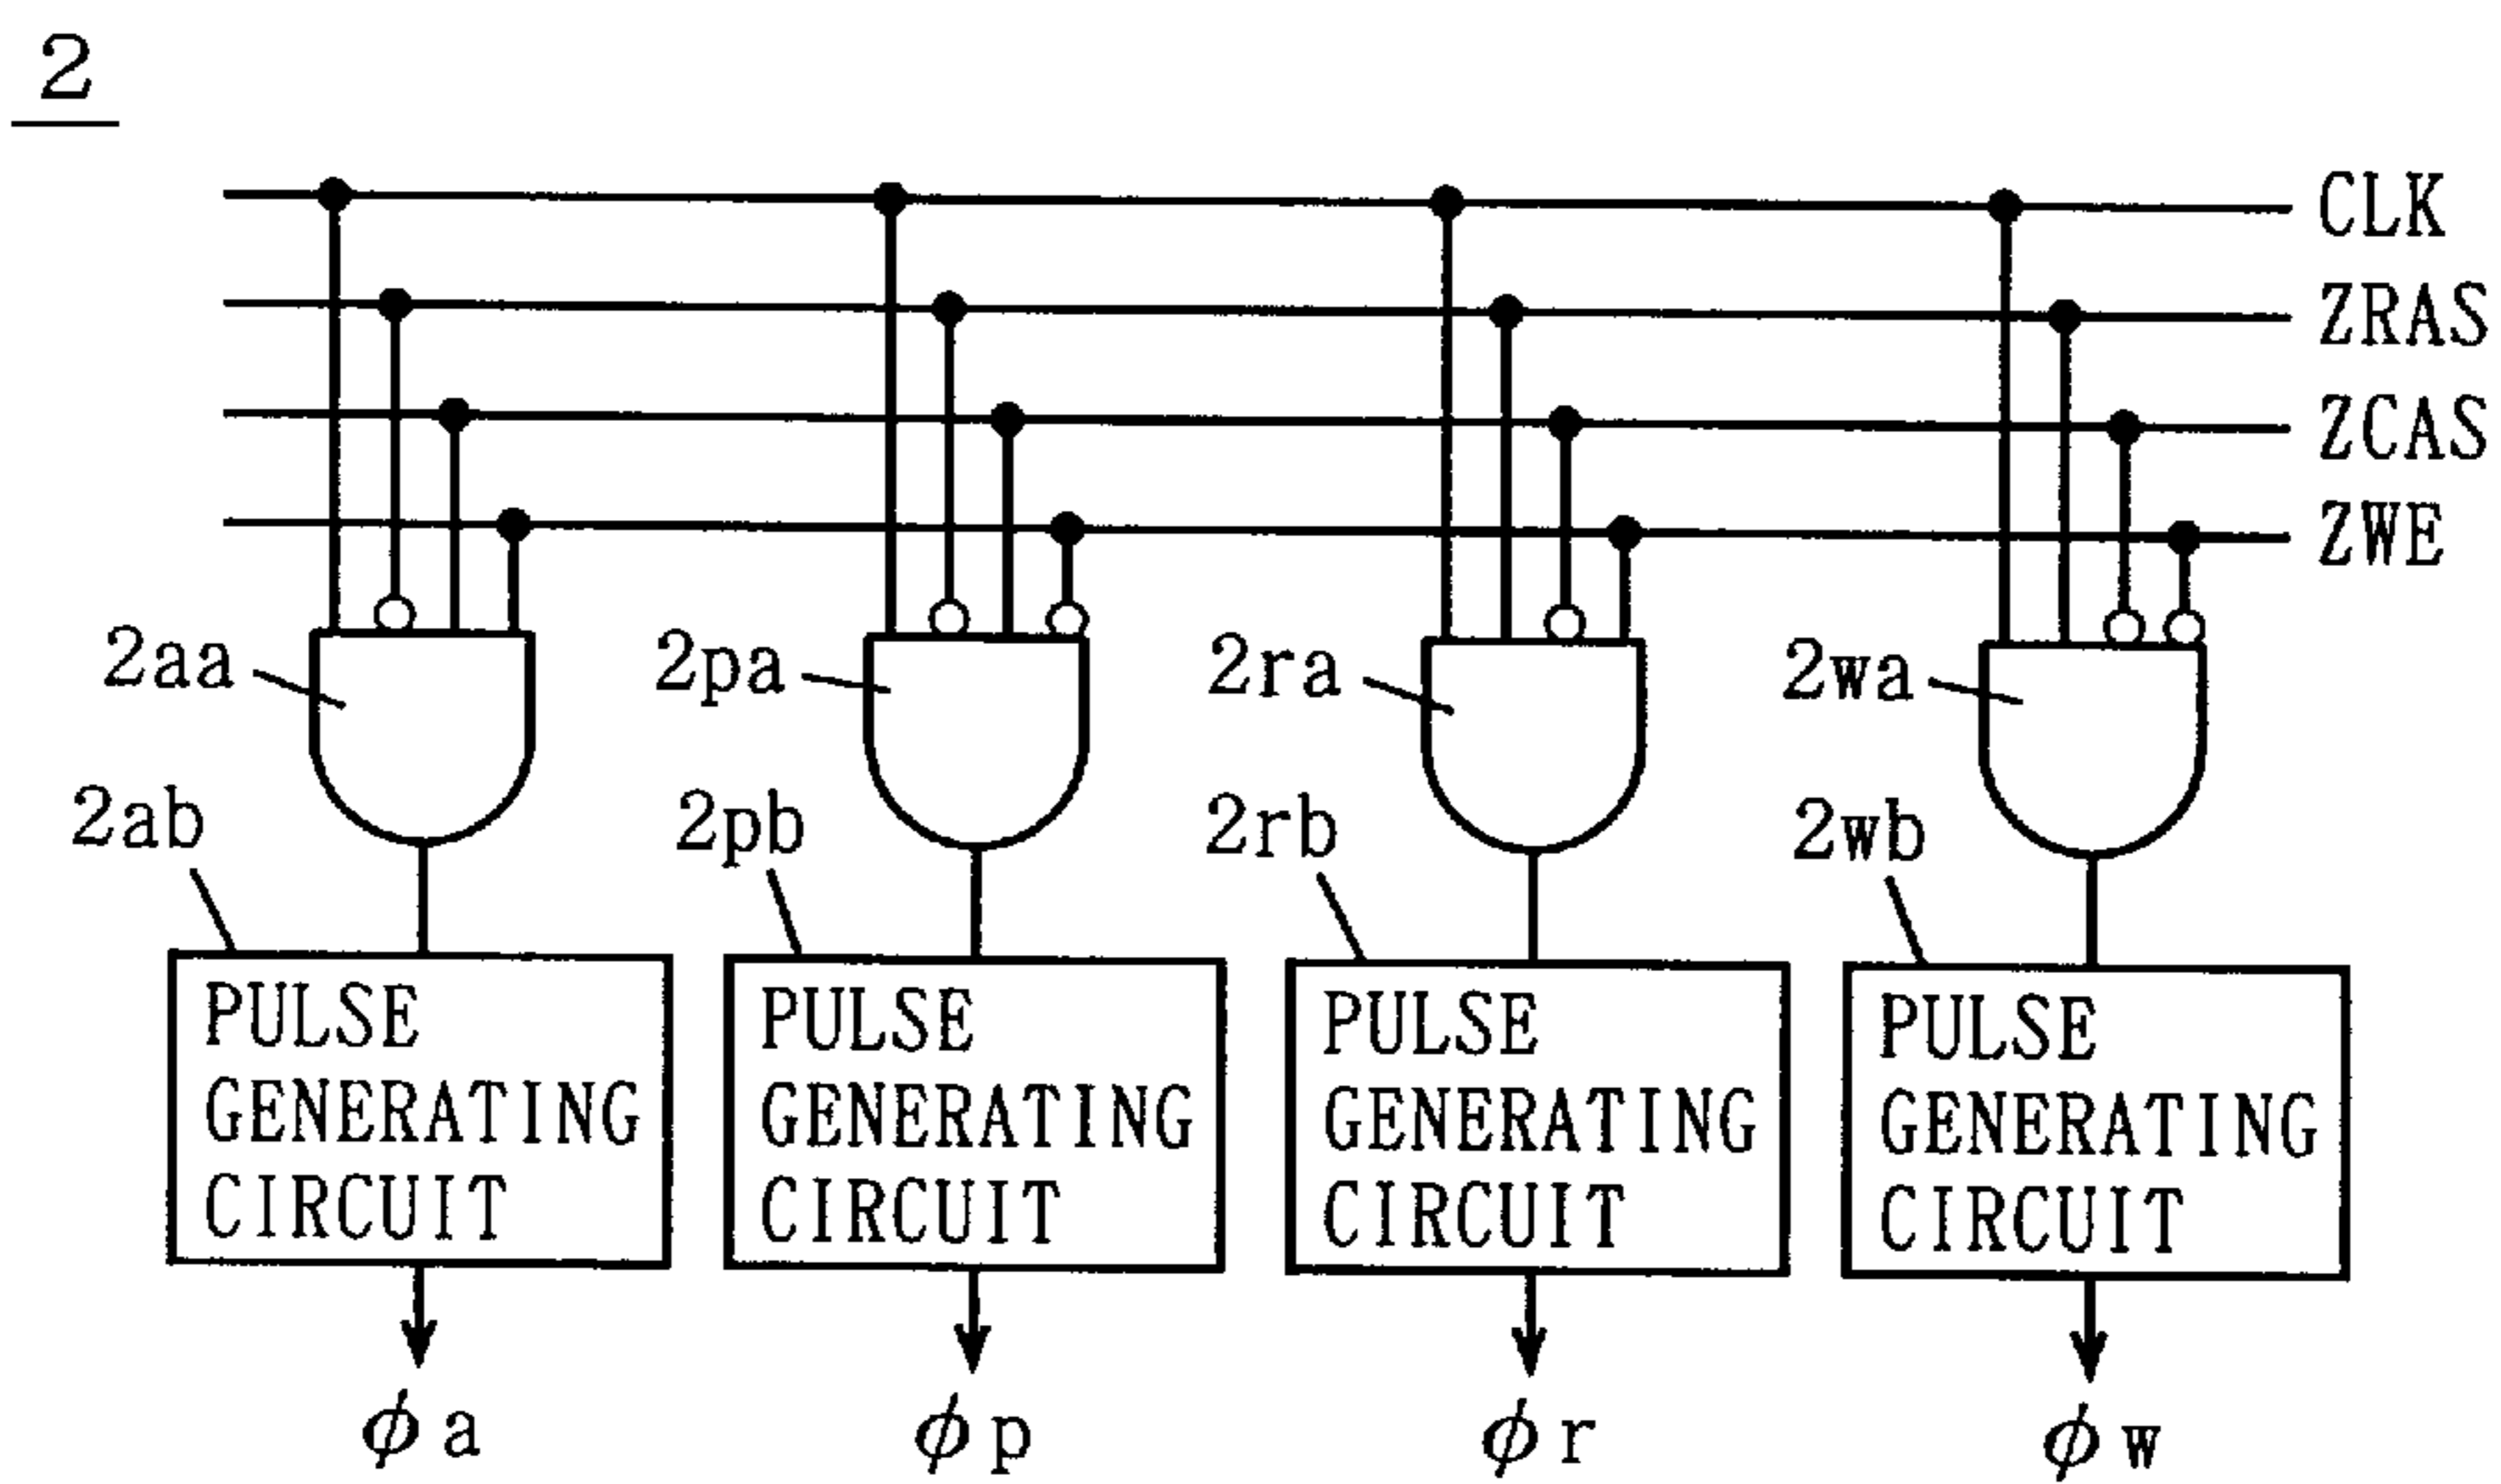 2
CLK
ZRAS
ZCAS
ZWE
2aa
2pa
2ra
2wa
2ab
2pb
2rb
2wb
PULSE
GENERATING
CIRCUIT
PULSE
GENERATING
CIRCUIT
PULSE
GENERATING
CIRCUIT
PULSE
GENERATING
CIRCUIT
φa
φp
φr
φw